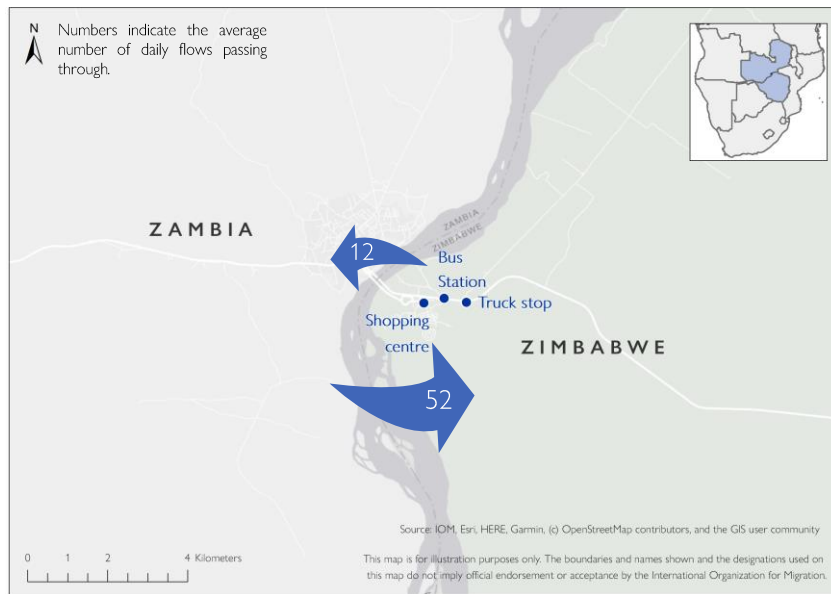 N
Numbers indicate the average
number of daily flows passing
through.
ZAMBIA
ZIMBABWE
ZAMBIA
12
Bus
Station
Truck stop
Shopping
centre
ZIMBABWE
52
Source: IOM, Esri, HERE, Garmin, (c) OpenStreetMap contributors, and the GIS user community
0 1 2 4 Kilometers
This map is for illustration purposes only. The boundaries and names shown and the designations used on
this map do not imply official endorsement or acceptance by the International Organization for Migration.